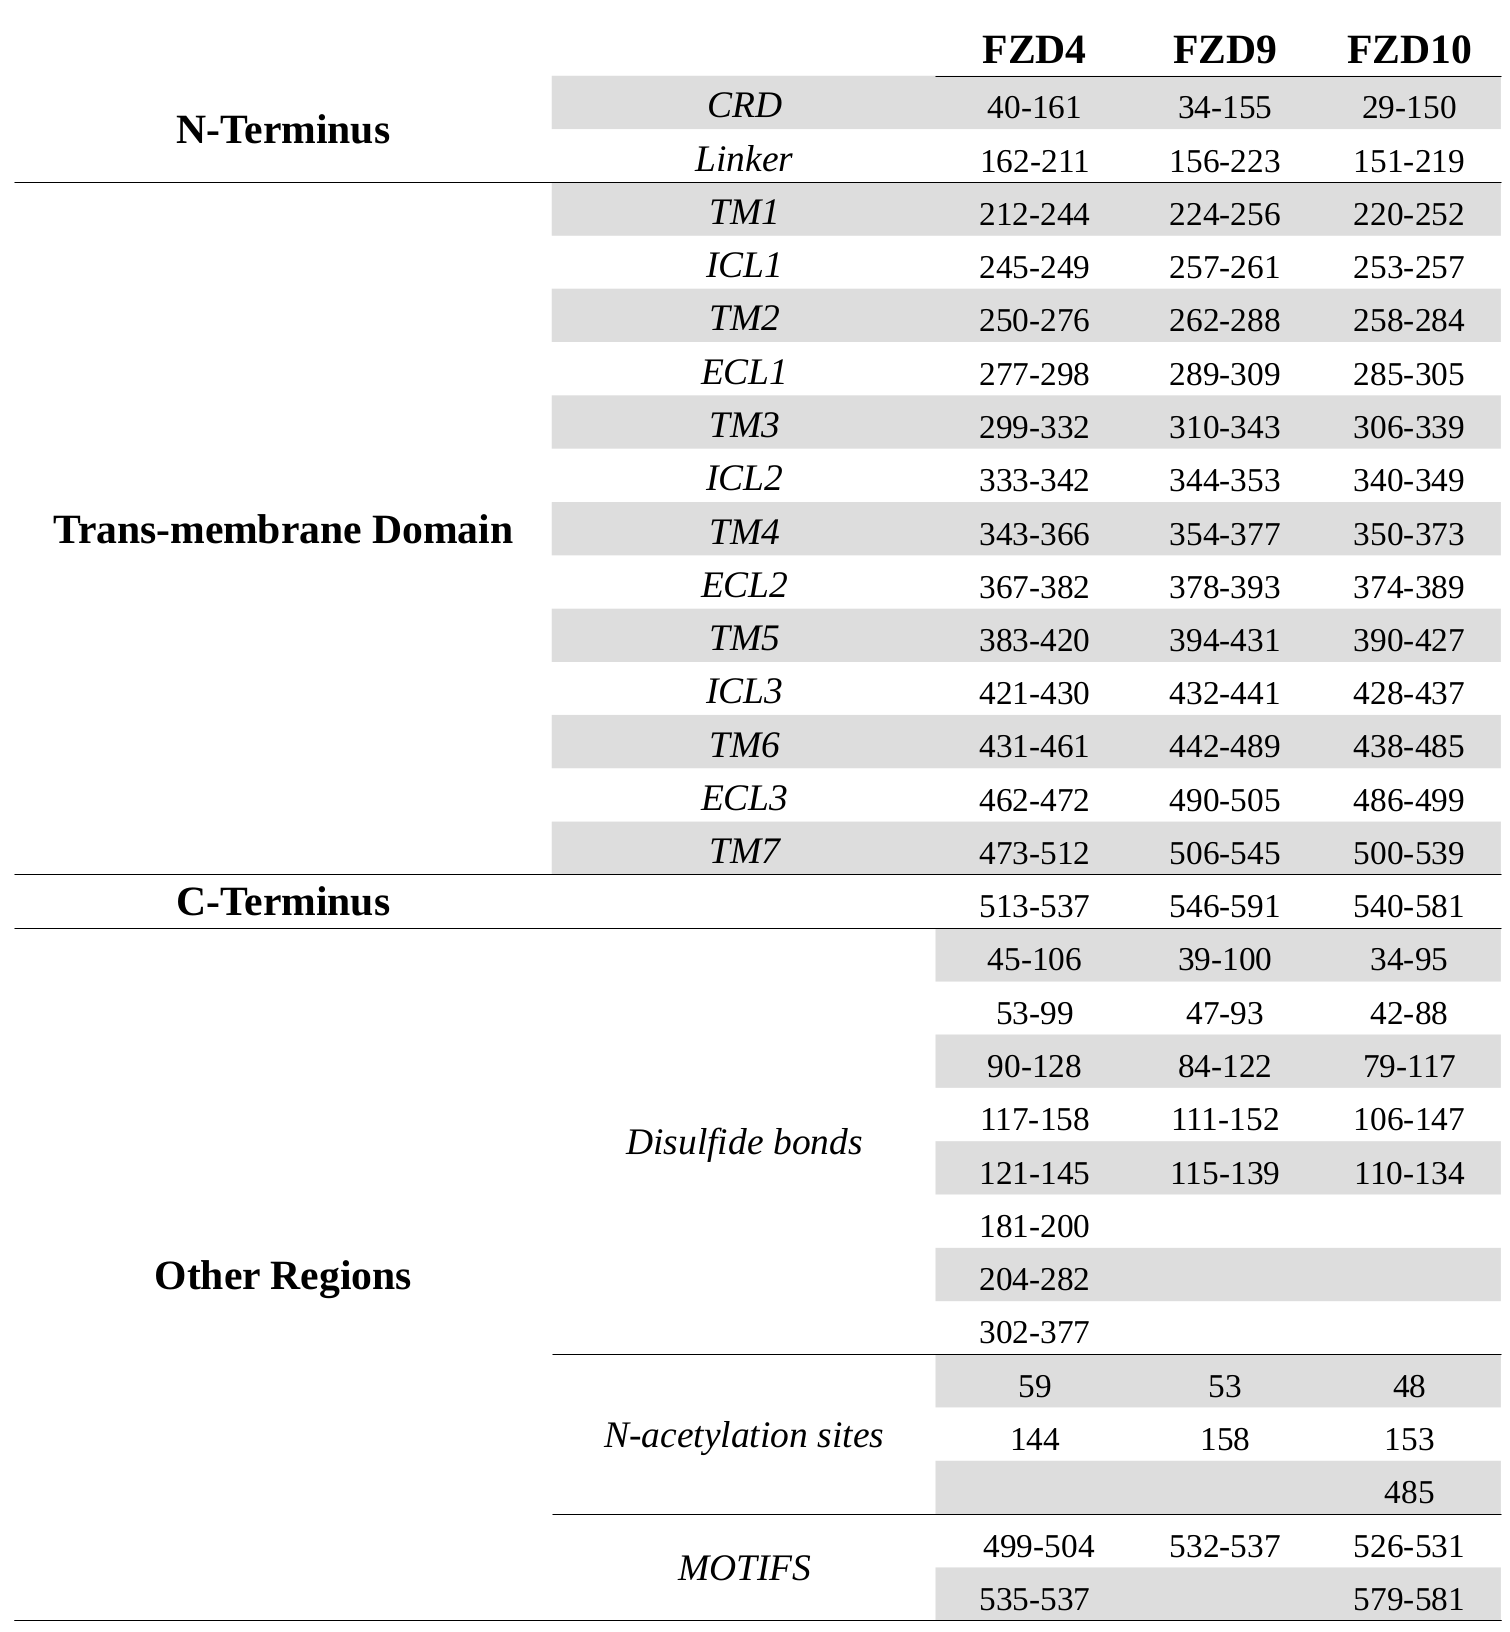 FZD4 FZD9 FZD10
N-Terminus
CRD 40-161 34-155 29-150
Linker 162-211 156-223 151-219
Trans-membrane Domain
TM1 212-244 224-256 220-252
ICL1 245-249 257-261 253-257
TM2 250-276 262-288 258-284
ECL1 277-298 289-309 285-305
TM3 299-332 310-343 306-339
ICL2 333-342 344-353 340-349
TM4 343-366 354-377 350-373
ECL2 367-382 378-393 374-389
TM5 383-420 394-431 390-427
ICL3 421-430 432-441 428-437
TM6 431-461 442-489 438-485
ECL3 462-472 490-505 486-499
TM7 473-512 506-545 500-539
C-Terminus 513-537 546-591 540-581
Other Regions
Disulfide bonds
45-106 39-100 34-95
53-99 47-93 42-88
90-128 84-122 79-117
117-158 111-152 106-147
121-145 115-139 110-134
181-200
204-282
302-377
N-acetylation sites
59 53 48
144 158 153
485
MOTIFS
499-504 532-537 526-531
535-537 579-581